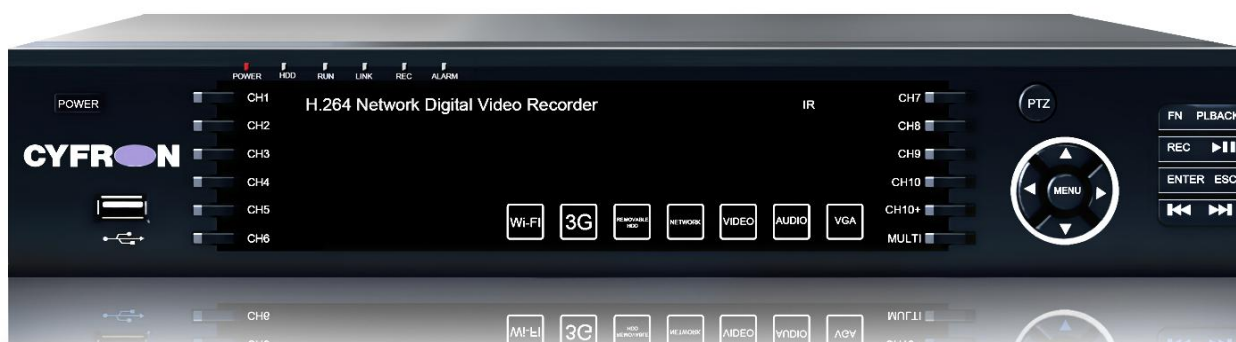 POWER HDD RUN LINK REC ALARM
POWER
CYFRON
CH1
CH2
CH3
CH4
CH5
CH6
H.264 Network Digital Video Recorder
IR
Wi-Fi 3G REMOVABLE HDD NETWORK VIDEO AUDIO VGA
CH7
CH8
CH9
CH10
CH10+
MULTI
PTZ
MENU
FN PLBACK
REC
ENTER ESC